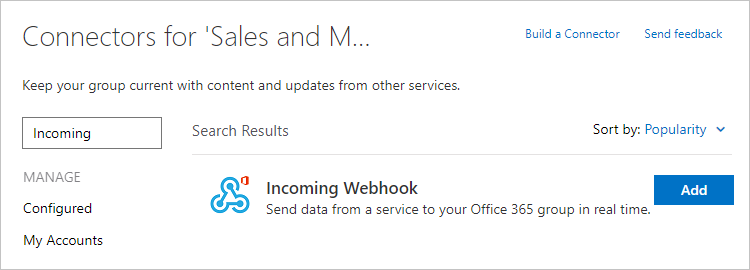 Connectors for 'Sales and M...
Build a Connector
Send feedback
Keep your group current with content and updates from other services.
Incoming
Search Results
Sort by: Popularity
MANAGE
Configured
My Accounts
Incoming Webhook
Send data from a service to your Office 365 group in real time.
Add